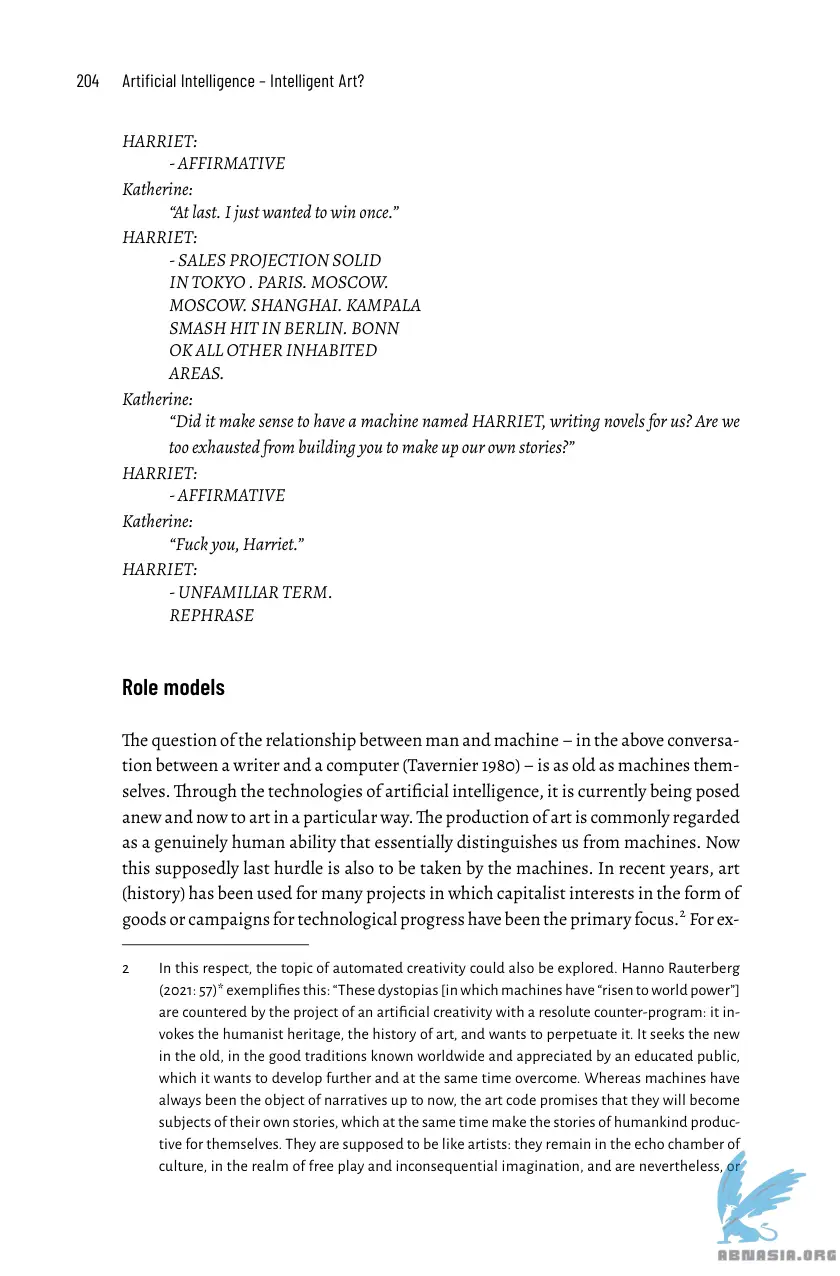 204 Artificial Intelligence – Intelligent Art?
HARRIET:
- AFFIRMATIVE
Katherine:
“At last. I just wanted to win once.”
HARRIET:
- SALES PROJECTION SOLID
IN TOKYO . PARIS. MOSCOW.
MOSCOW. SHANGHAI. KAMPALA
SMASH HIT IN BERLIN. BONN
OK ALL OTHER INHABITED
AREAS.
Katherine:
“Did it make sense to have a machine named HARRIET, writing novels for us? Are we
too exhausted from building you to make up our own stories?”
HARRIET:
- AFFIRMATIVE
Katherine:
“Fuck you, Harriet.”
HARRIET:
- UNFAMILIAR TERM.
REPHRASE
Role models
The question of the relationship between man and machine – in the above conversa-
tion between a writer and a computer (Tavernier 1980) – is as old as machines them-
selves. Through the technologies of artificial intelligence, it is currently being posed
anew and now to art in a particular way. The production of art is commonly regarded
as a genuinely human ability that essentially distinguishes us from machines. Now
this supposedly last hurdle is also to be taken by the machines. In recent years, art
(history) has been used for many projects in which capitalist interests in the form of
goods or campaigns for technological progress have been the primary focus.² For ex-
2 In this respect, the topic of automated creativity could also be explored. Hanno Rauterberg
(2021: 57)* exemplifies this: “These dystopias [in which machines have “risen to world power”]
are countered by the project of an artificial creativity with a resolute counter-program: it in-
vokes the humanist heritage, the history of art, and wants to perpetuate it. It seeks the new
in the old, in the good traditions known worldwide and appreciated by an educated public,
which it wants to develop further and at the same time overcome. Whereas machines have
always been the object of narratives up to now, the art code promises that they will become
subjects of their own stories, which at the same time make the stories of humankind produc-
tive for themselves. They are supposed to be like artists: they remain in the echo chamber of
culture, in the realm of free play and inconsequential imagination, and are nevertheless, or
ABNASIA.ORG